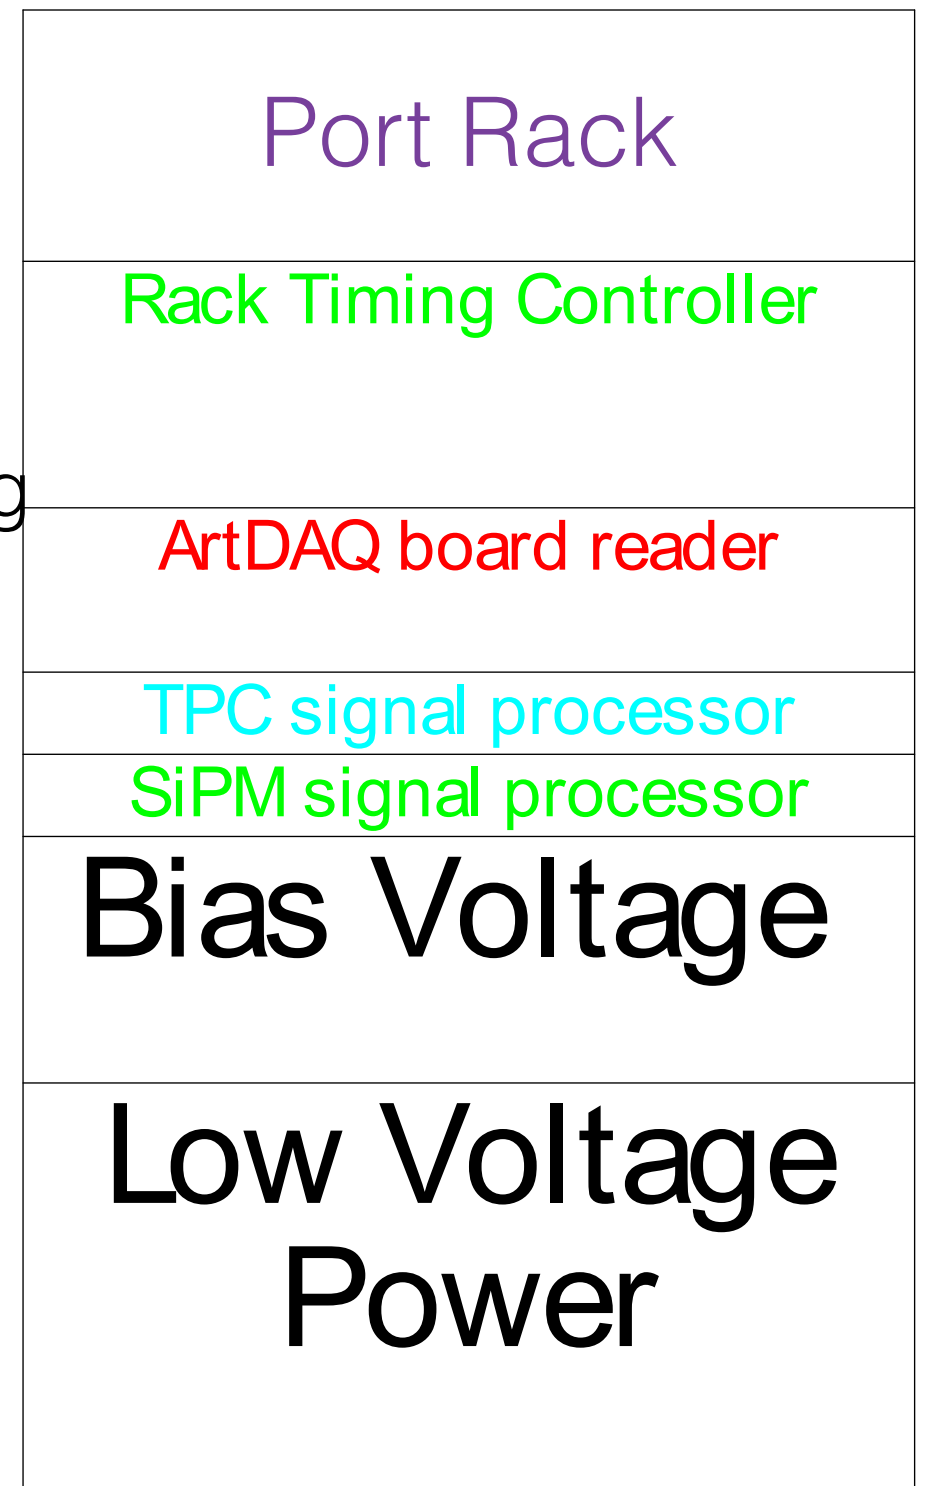 Port Rack
Rack Timing Controller
g
ArtDAQ board reader
TPC signal processor
SiPM signal processor
Bias Voltage
Low Voltage
Power